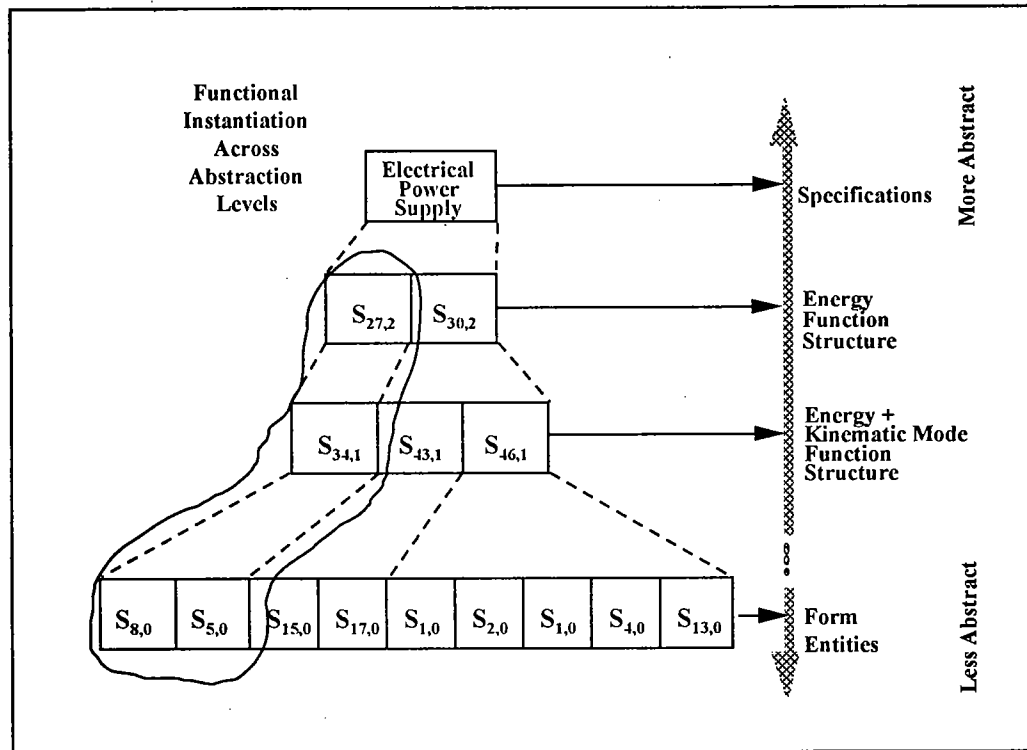 Functional
Instantiation
Across
Abstraction
Levels
Electrical
Power
Supply
Specifications
More Abstract
S27,2 S30,2
Energy
Function
Structure
S34,1 S43,1 S46,1
Energy +
Kinematic Mode
Function
Structure
S8,0 S5,0 S15,0 S17,0 S1,0 S2,0 S1,0 S4,0 S13,0
Form
Entities
Less Abstract